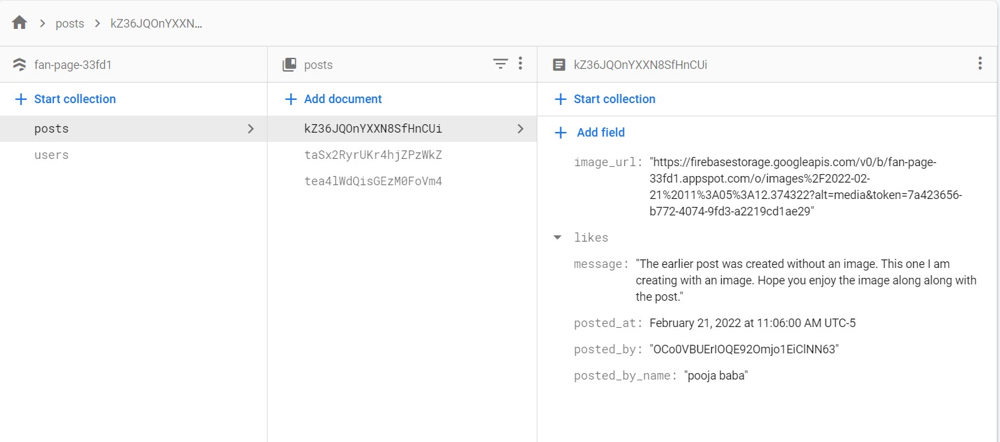 posts
kZ36JQOnYXXN...
fan-page-33fd1
Start collection
posts
users
posts
Add document
kZ36JQOnYXXN8SfHnCUi
taSx2RyrUKr4hjZPzWkZ
tea4lWdQisGEzM0FoVm4
kZ36JQOnYXXN8SfHnCUi
Start collection
Add field
image_url: "https://firebasestorage.googleapis.com/v0/b/fan-page-
33fd1.appspot.com/o/images%2F2022-02-
21%2011%3A05%3A12.374322?alt=media&token=7a423656-
b772-4074-9fd3-a2219cd1ae29"
likes
message: "The earlier post was created without an image. This one I am
creating with an image. Hope you enjoy the image along along with
the post."
posted_at: February 21, 2022 at 11:06:00 AM UTC-5
posted_by: "OCo0VBUErIOQE92Omjo1EiClNN63"
posted_by_name: "pooja baba"